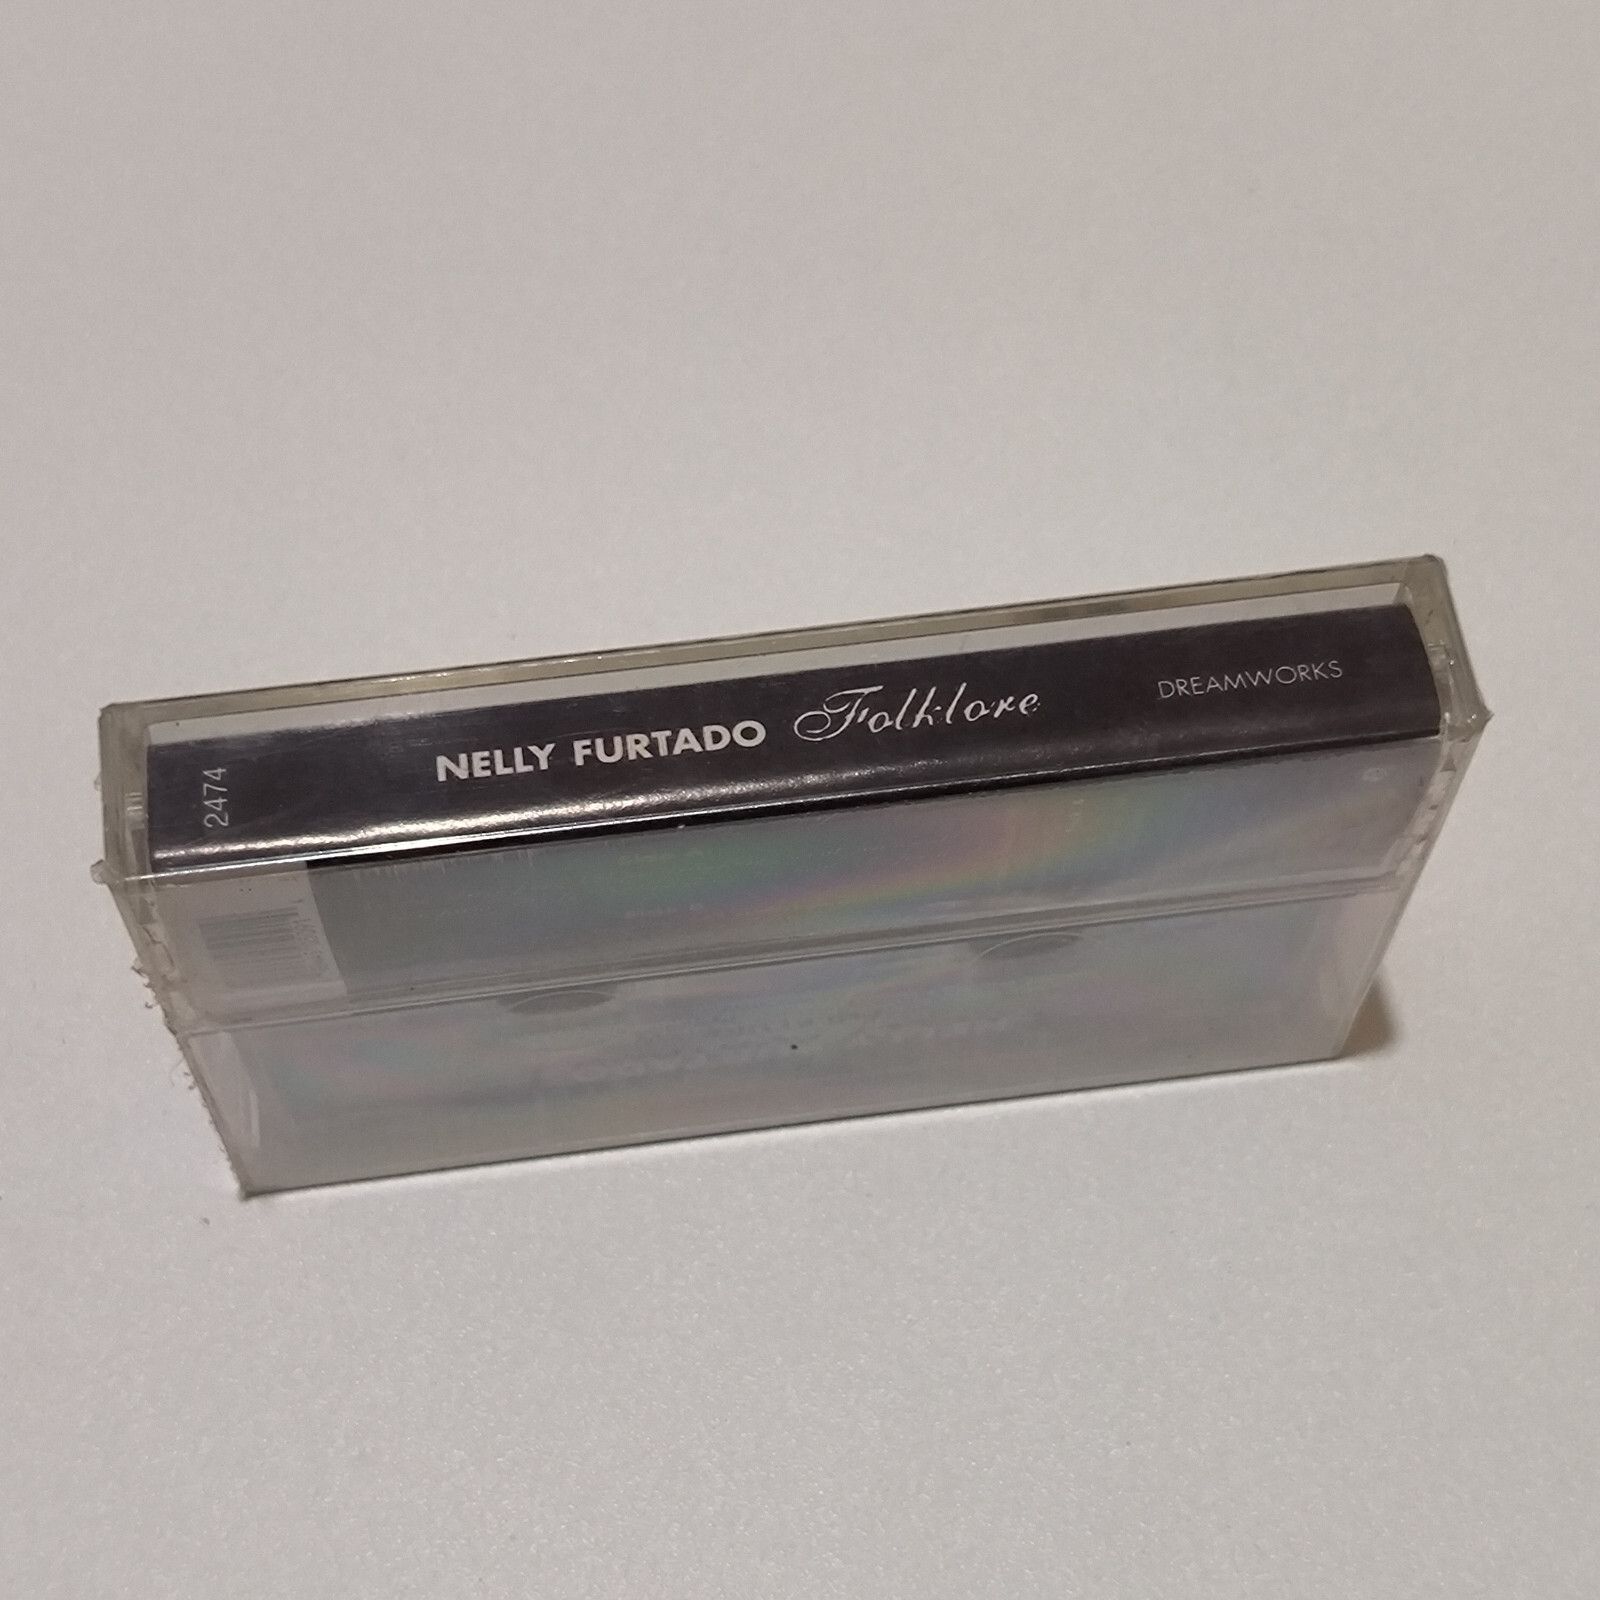 2474
NELLY FURTADO Folklore DREAMWORKS